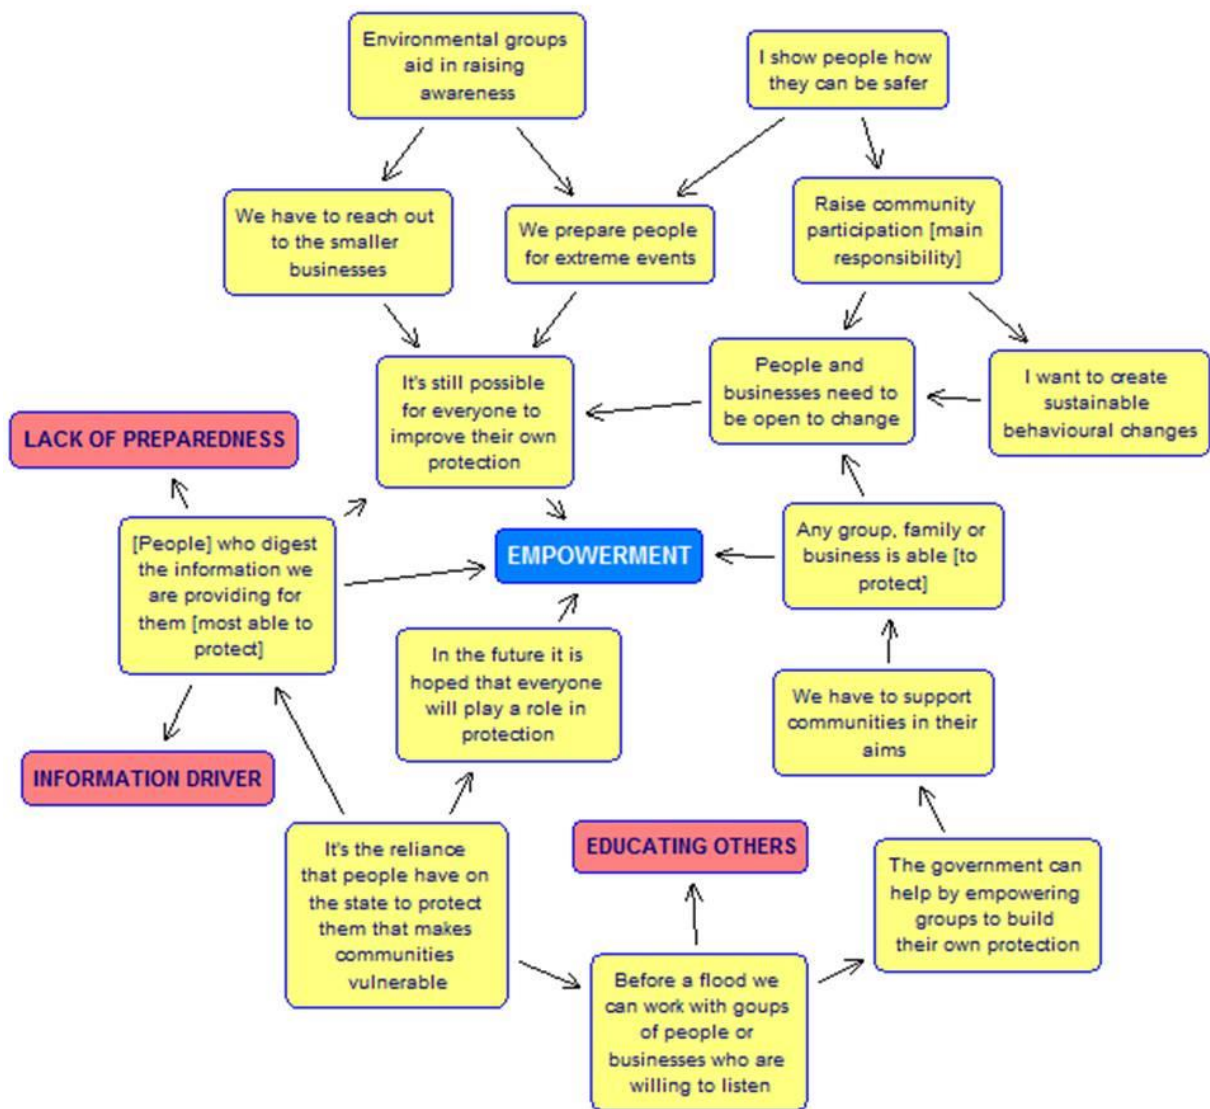 Environmental groups
aid in raising
awareness
I show people how
they can be safer
We have to reach out
to the smaller
businesses
We prepare people
for extreme events
Raise community
participation [main
responsibility]
It's still possible
for everyone to
improve their own
protection
People and
businesses need to
be open to change
I want to create
sustainable
behavioural changes
LACK OF PREPAREDNESS
[People] who digest
the information we
are providing for
them [most able to
protect]
EMPOWERMENT
Any group, family or
business is able [to
protect]
In the future it is
hoped that everyone
will play a role in
protection
We have to support
communities in their
aims
INFORMATION DRIVER
It's the reliance
that people have on
the state to protect
them that makes
communities
vulnerable
EDUCATING OTHERS
The government can
help by empowering
groups to build
their own protection
Before a flood we
can work with goups
of people or
businesses who are
willing to listen